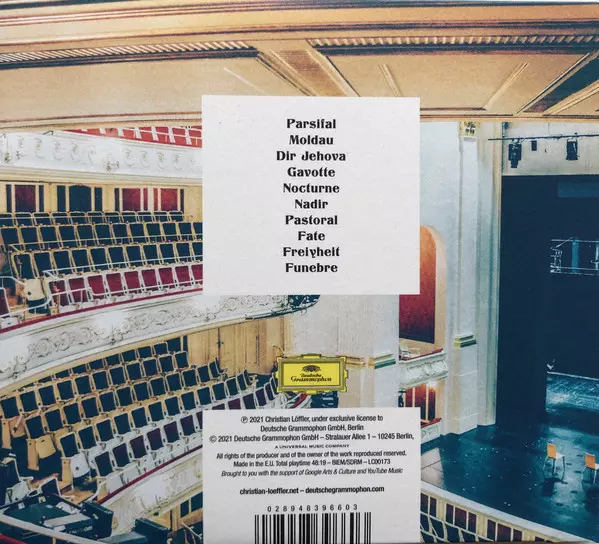 Parsifal
Moldau
Dir Jehova
Gavotte
Nocturne
Nadir
Pastoral
Fate
Freiyheit
Funebre
Deutsche
Grammophon
℗ 2021 Christian Löffler, under exclusive license to
Deutsche Grammophon GmbH, Berlin
© 2021 Deutsche Grammophon GmbH – Stralauer Allee 1 – 10245 Berlin,
A UNIVERSAL MUSIC COMPANY
All rights of the producer and of the owner of the work reproduced reserved.
Made in the E.U. Total playtime 48:19 – BIEM/SDRM – LC00173
Brought to you with the support of Google Arts & Culture and YouTube Music
christian-loeffler.net – deutschegrammophon.com
0 28948 39660 3